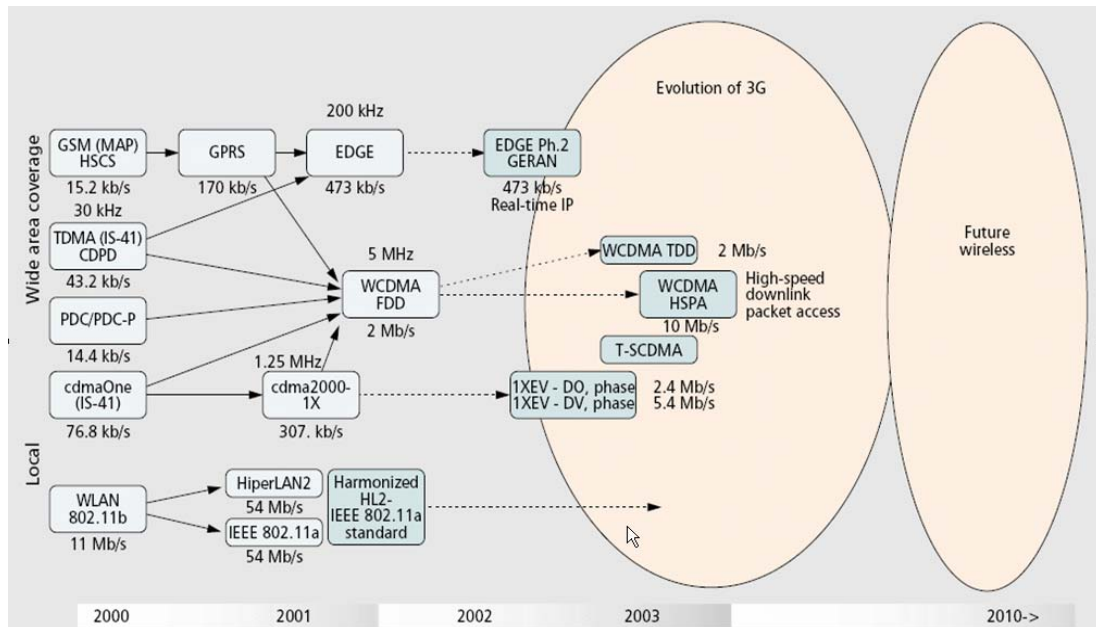 Evolution of 3G
Future
wireless
Wide area coverage
200 kHz
GSM (MAP)
HSCS
15.2 kb/s
GPRS
170 kb/s
EDGE
473 kb/s
EDGE Ph.2
GERAN
473 kb/s
Real-time IP
30 kHz
TDMA (IS-41)
CDPD
43.2 kb/s
5 MHz
WCDMA
FDD
2 Mb/s
WCDMA TDD
2 Mb/s
WCDMA
HSPA
10 Mb/s
High-speed
downlink
packet access
PDC/PDC-P
14.4 kb/s
T-SCDMA
cdmaOne
(IS-41)
76.8 kb/s
1.25 MHz
cdma2000-
1X
307. kb/s
1XEV - DO, phase
1XEV - DV, phase
2.4 Mb/s
5.4 Mb/s
Local
WLAN
802.11b
11 Mb/s
HiperLAN2
54 Mb/s
IEEE 802.11a
54 Mb/s
Harmonized
HL2-
IEEE 802.11a
standard
2000
2001
2002
2003
2010->